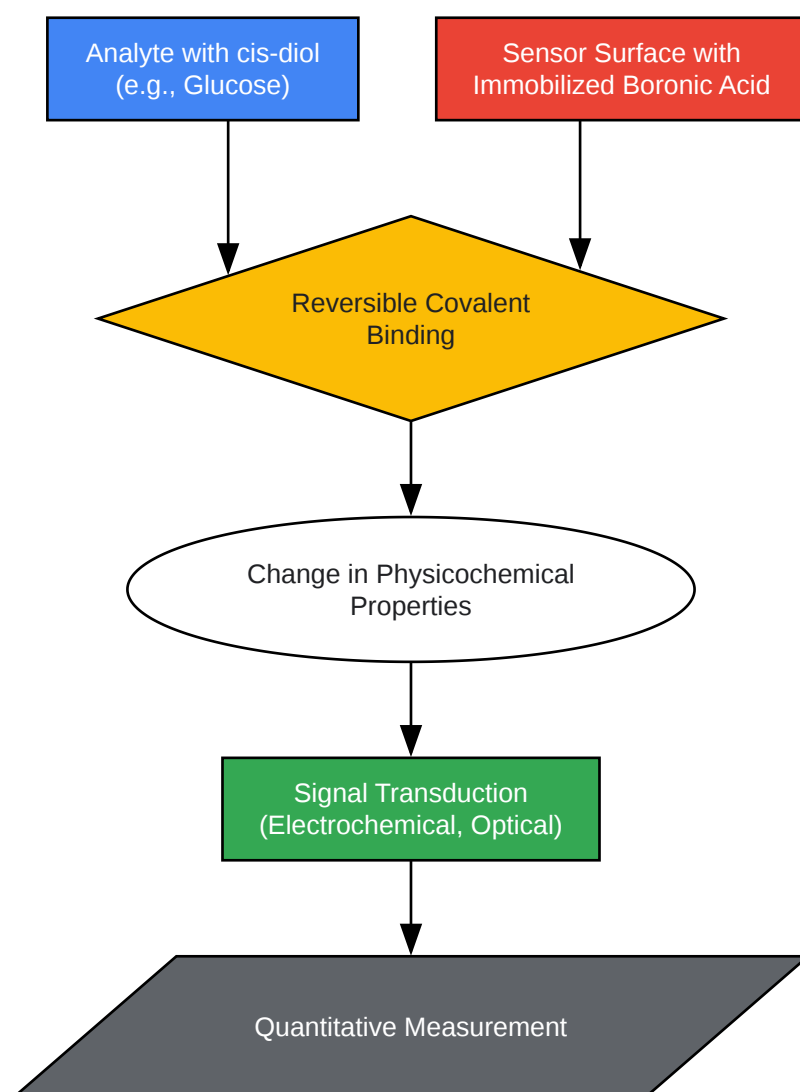 Analyte with cis-diol
(e.g., Glucose)
Sensor Surface with
Immobilized Boronic Acid
Reversible Covalent
Binding
Change in Physicochemical
Properties
Signal Transduction
(Electrochemical, Optical)
Quantitative Measurement